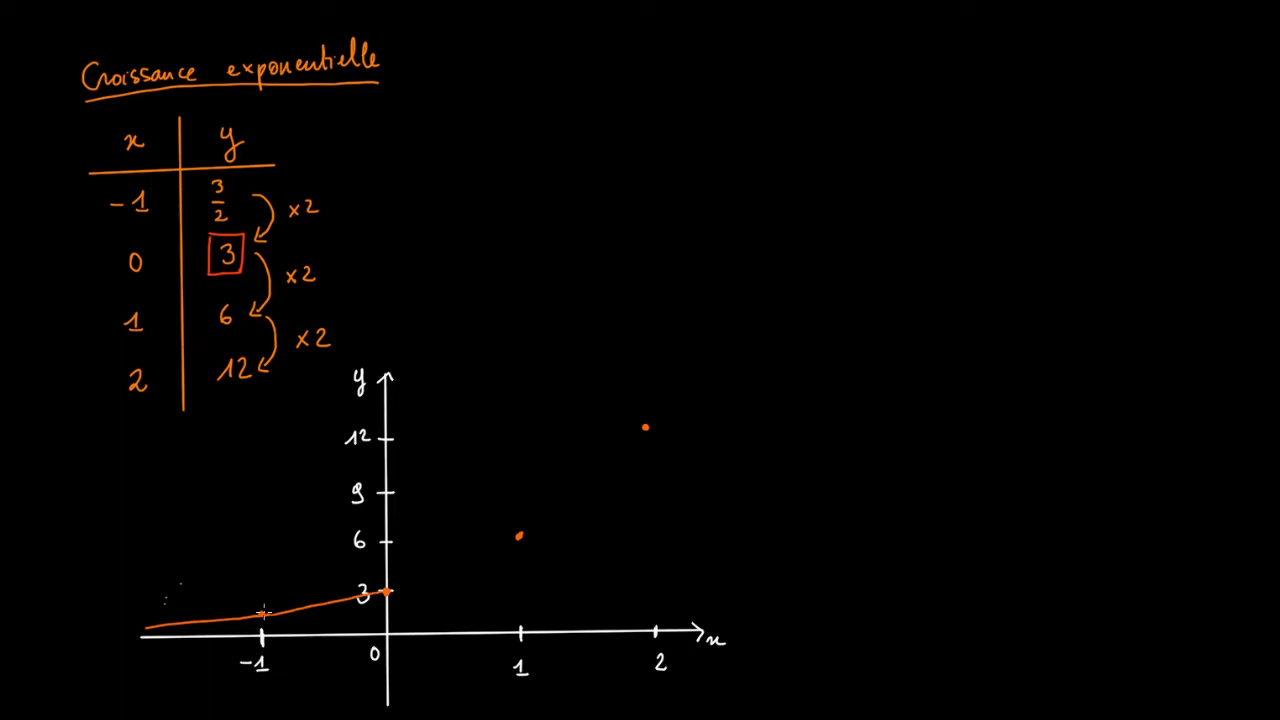 Croissance exponentielle
x y
-1 3/2 ×2
0 3 ×2
1 6 ×2
2 12
y
12
9
6
3
-1 0 1 2 x